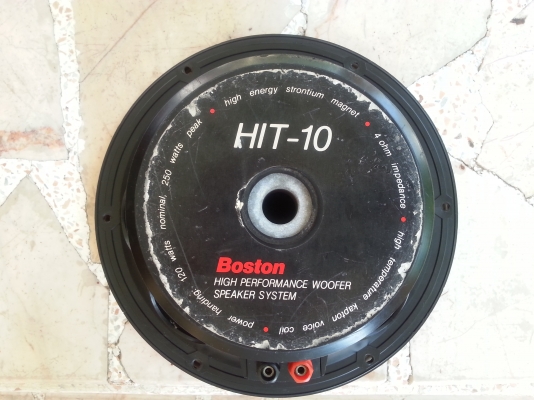 HIT-10
Boston
HIGH PERFORMANCE WOOFER
SPEAKER SYSTEM
• high energy strontium magnet • 4 ohm impedance • high temperature kapton voice coil • power handing 120 watts nominal, 250 watts peak